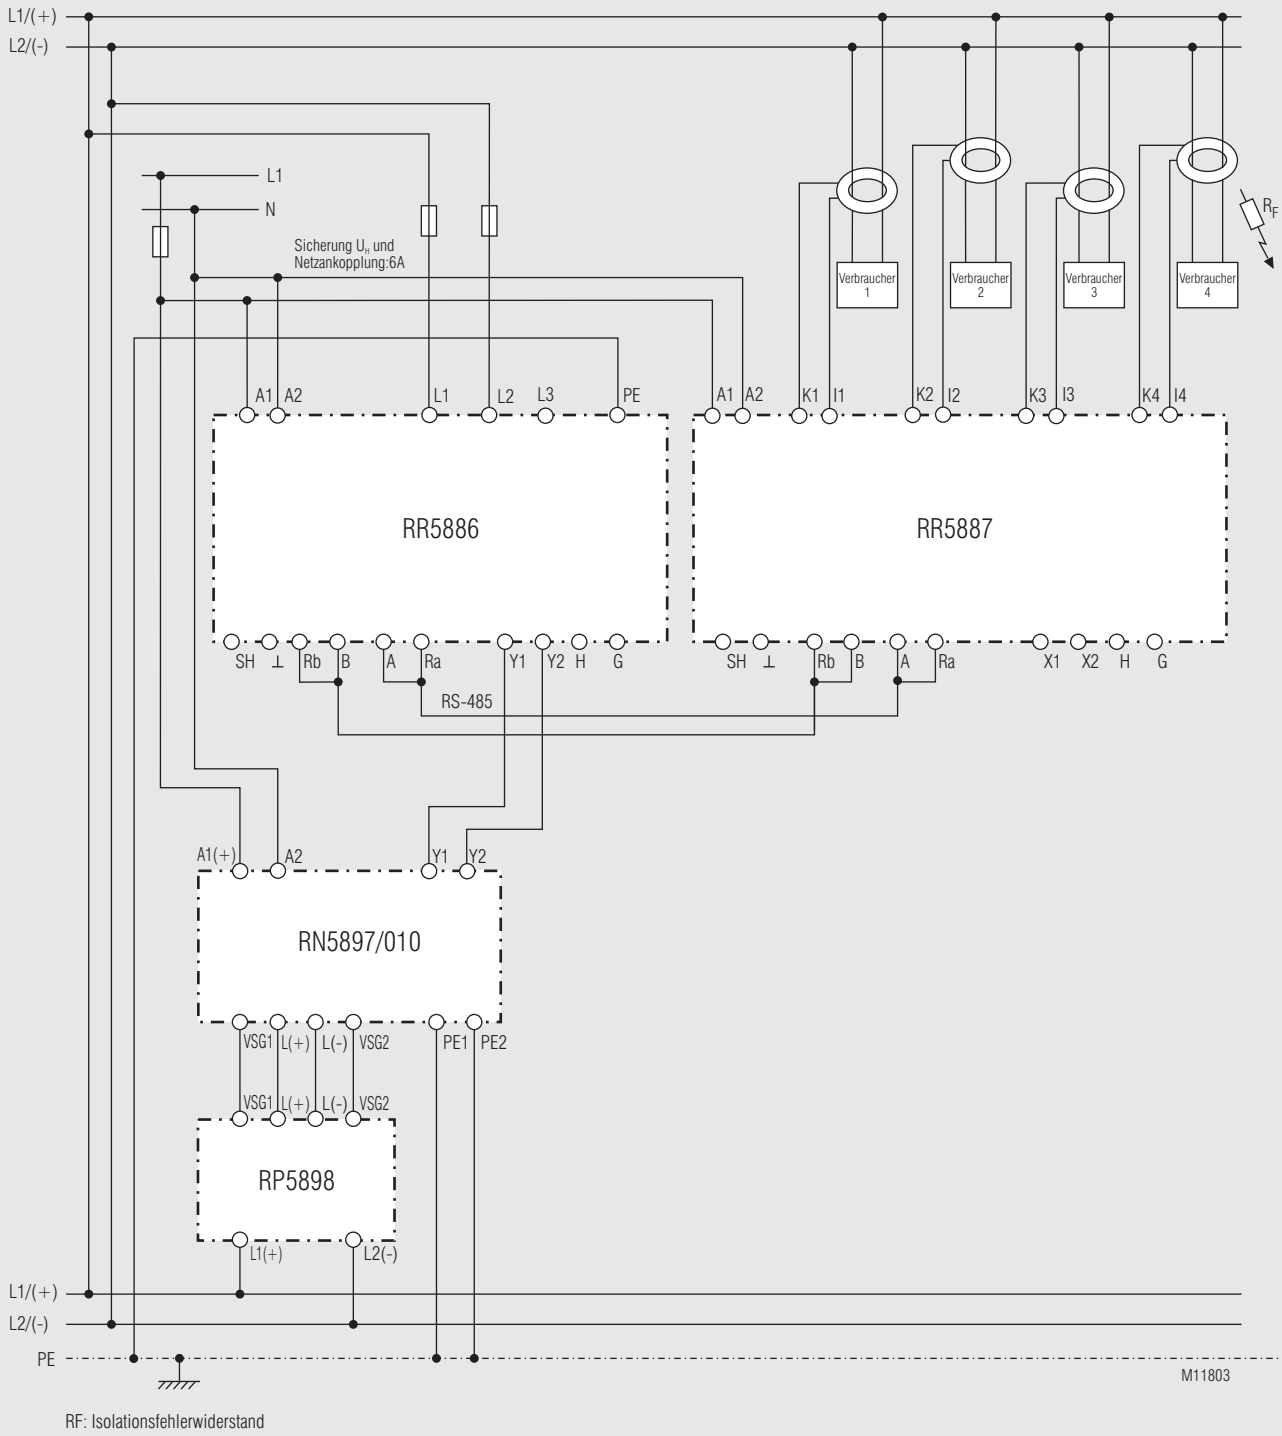 L1/(+)
L2/(-)
L1
N
Sicherung UH und
Netzankopplung:6A
RF
Verbraucher
1
Verbraucher
2
Verbraucher
3
Verbraucher
4
A1 A2 L1 L2 L3 PE A1 A2 K1 I1 K2 I2 K3 I3 K4 I4
RR5886
RR5887
SH ⊥ Rb B A Ra Y1 Y2 H G
SH ⊥ Rb B A Ra X1 X2 H G
RS-485
A1(+) A2 Y1 Y2
RN5897/010
VSG1 L(+) L(-) VSG2 PE1 PE2
VSG1 L(+) L(-) VSG2
RP5898
L1(+) L2(-)
L1/(+)
L2/(-)
PE
M11803
RF: Isolationsfehlerwiderstand